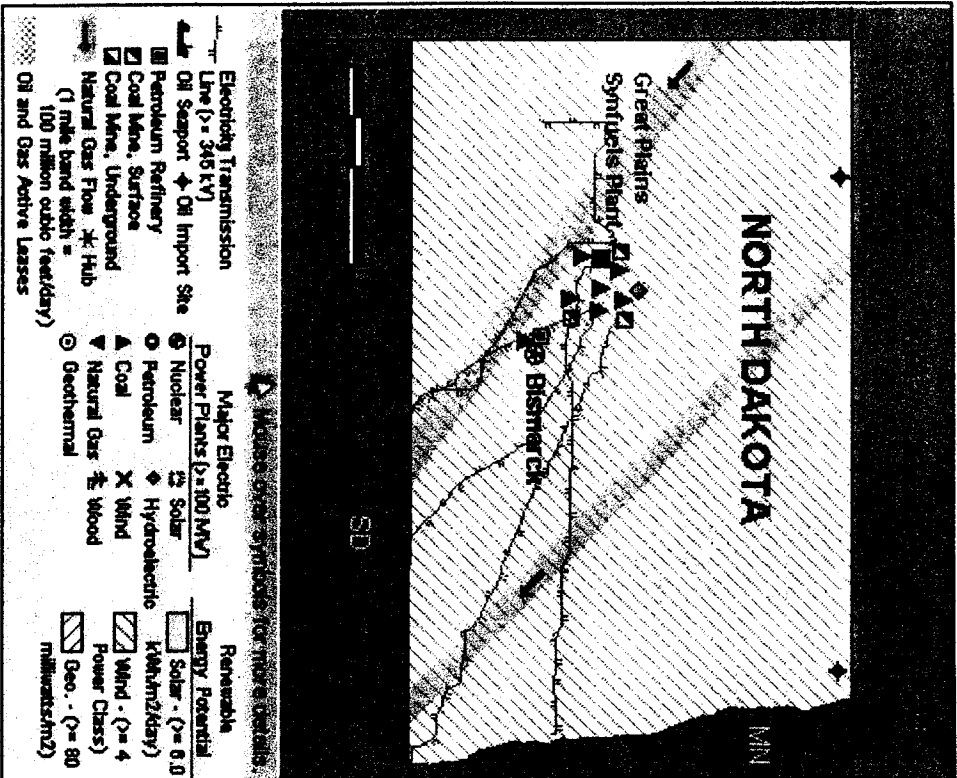 NORTH DAKOTA
Great Plains
Synfuels Plant
Bismarck
MN
SD
Mouse over symbols for more details.
Electricity Transmission
Line (>= 345 kV)
Oil Seaport
Oil Import Site
Petroleum Refinery
Coal Mine, Surface
Coal Mine, Underground
Natural Gas Flow
Hub
(1 mile band width =
100 million cubic feet/day)
Oil and Gas Active Leases
Major Electric
Power Plants (>=100 MW)
Nuclear
Solar
Petroleum
Hydroelectric
Coal
Wind
Natural Gas
Wood
Geothermal
Renewable
Energy Potential
Solar - (>= 6.0
kWh/m2/day)
Wind - (>= 4
Power Class)
Geo. - (>= 80
milliwatts/m2)